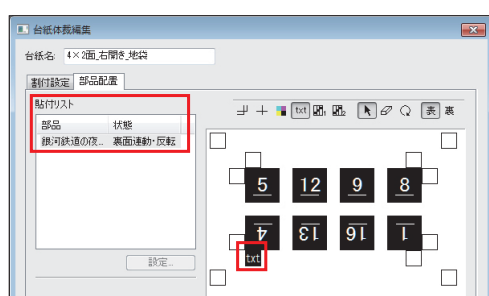 台紙体裁編集
台紙名: 4×2面_右開き_地袋
割付設定 部品配置
貼付リスト
部品 状態
銀河鉄道の夜... 裏面連動・反転
設定...
txt 表 裏
5 12 9 8
4 13 16 1
txt